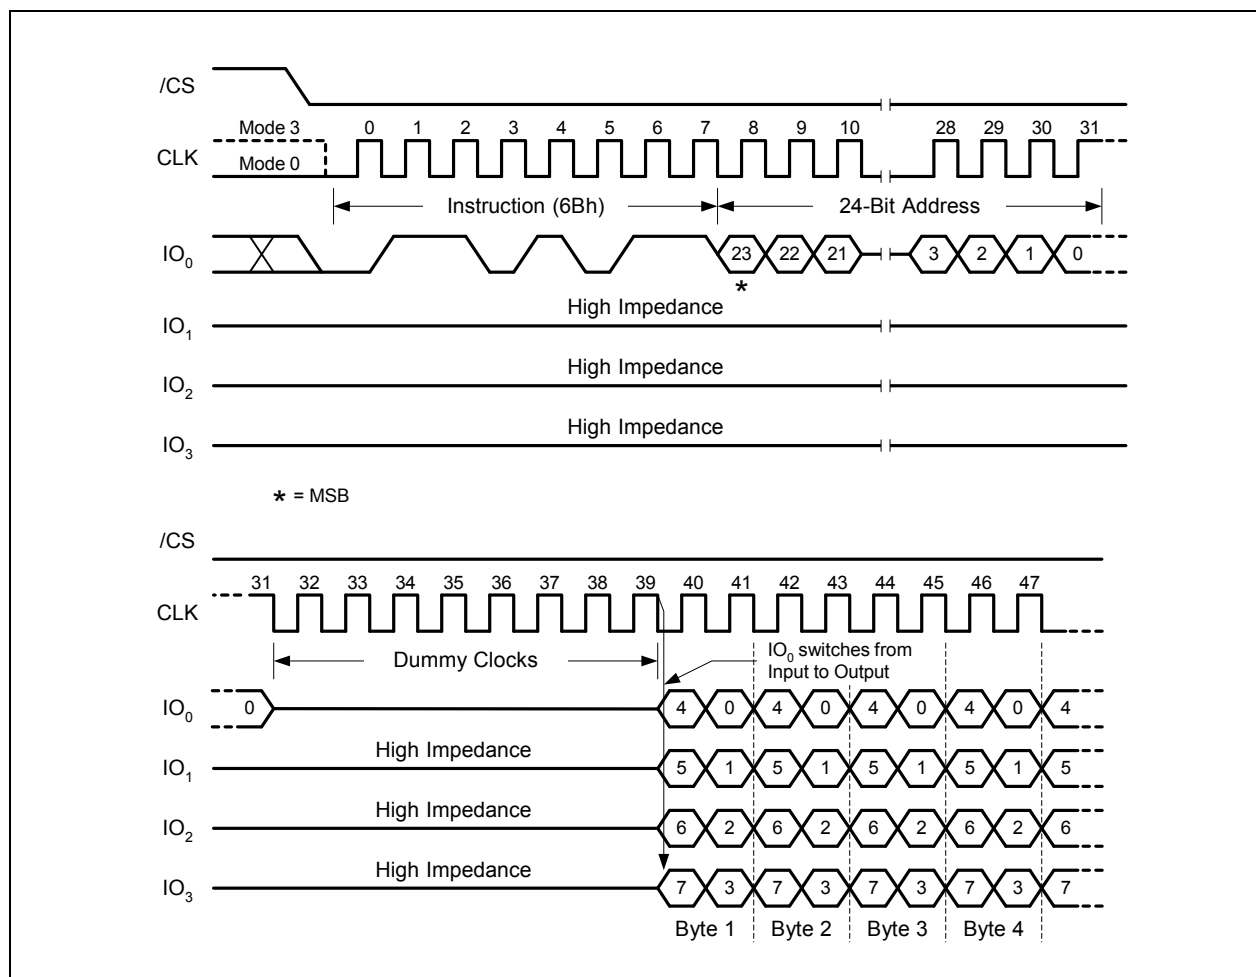 /CS
Mode 3 0 1 2 3 4 5 6 7 8 9 10 28 29 30 31
CLK
Mode 0
Instruction (6Bh) 24-Bit Address
IO0 23 22 21 3 2 1 0
*
High Impedance
IO1
High Impedance
IO2
High Impedance
IO3
* = MSB
/CS
31 32 33 34 35 36 37 38 39 40 41 42 43 44 45 46 47
CLK
Dummy Clocks
IO0 switches from
Input to Output
IO0 0 4 0 4 0 4 0 4 0 4
High Impedance
IO1 5 1 5 1 5 1 5 1 5
High Impedance
IO2 6 2 6 2 6 2 6 2 6
High Impedance
IO3 7 3 7 3 7 3 7 3 7
Byte 1 Byte 2 Byte 3 Byte 4